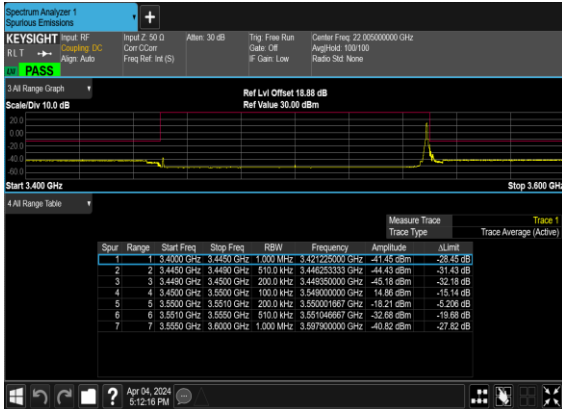 Spectrum Analyzer 1
Spurious Emissions
KEYSIGHT Input: RF Input Z: 50 Ω Atten: 30 dB Trig: Free Run Center Freq: 22.005000000 GHz
RLT Coupling: DC Corr CCorr Gate: Off Avg|Hold: 100/100
Align: Auto Freq Ref: Int (S) IF Gain: Low Radio Std: None
PASS
3 All Range Graph Ref Lvl Offset 18.88 dB
Scale/Div 10.0 dB Ref Value 30.00 dBm
20.0
0.00
-20.0
-40.0
-60.0
Start 3.400 GHz Stop 3.600 GHz
4 All Range Table
Measure Trace Trace 1
Trace Type Trace Average (Active)
Spur Range Start Freq Stop Freq RBW Frequency Amplitude ΔLimit
1 1 3.4000 GHz 3.4450 GHz 1.000 MHz 3.421225000 GHz -41.45 dBm -28.45 dB
2 2 3.4450 GHz 3.4490 GHz 510.0 kHz 3.446253333 GHz -44.43 dBm -31.43 dB
3 3 3.4490 GHz 3.4500 GHz 200.0 kHz 3.449350000 GHz -45.18 dBm -32.18 dB
4 4 3.4500 GHz 3.5500 GHz 100.0 kHz 3.549000000 GHz 14.86 dBm -15.14 dB
5 5 3.5500 GHz 3.5510 GHz 200.0 kHz 3.550001667 GHz -18.21 dBm -5.206 dB
6 6 3.5510 GHz 3.5550 GHz 510.0 kHz 3.551046667 GHz -32.68 dBm -19.68 dB
7 7 3.5550 GHz 3.6000 GHz 1.000 MHz 3.597900000 GHz -40.82 dBm -27.82 dB
Apr 04, 2024
5:12:16 PM